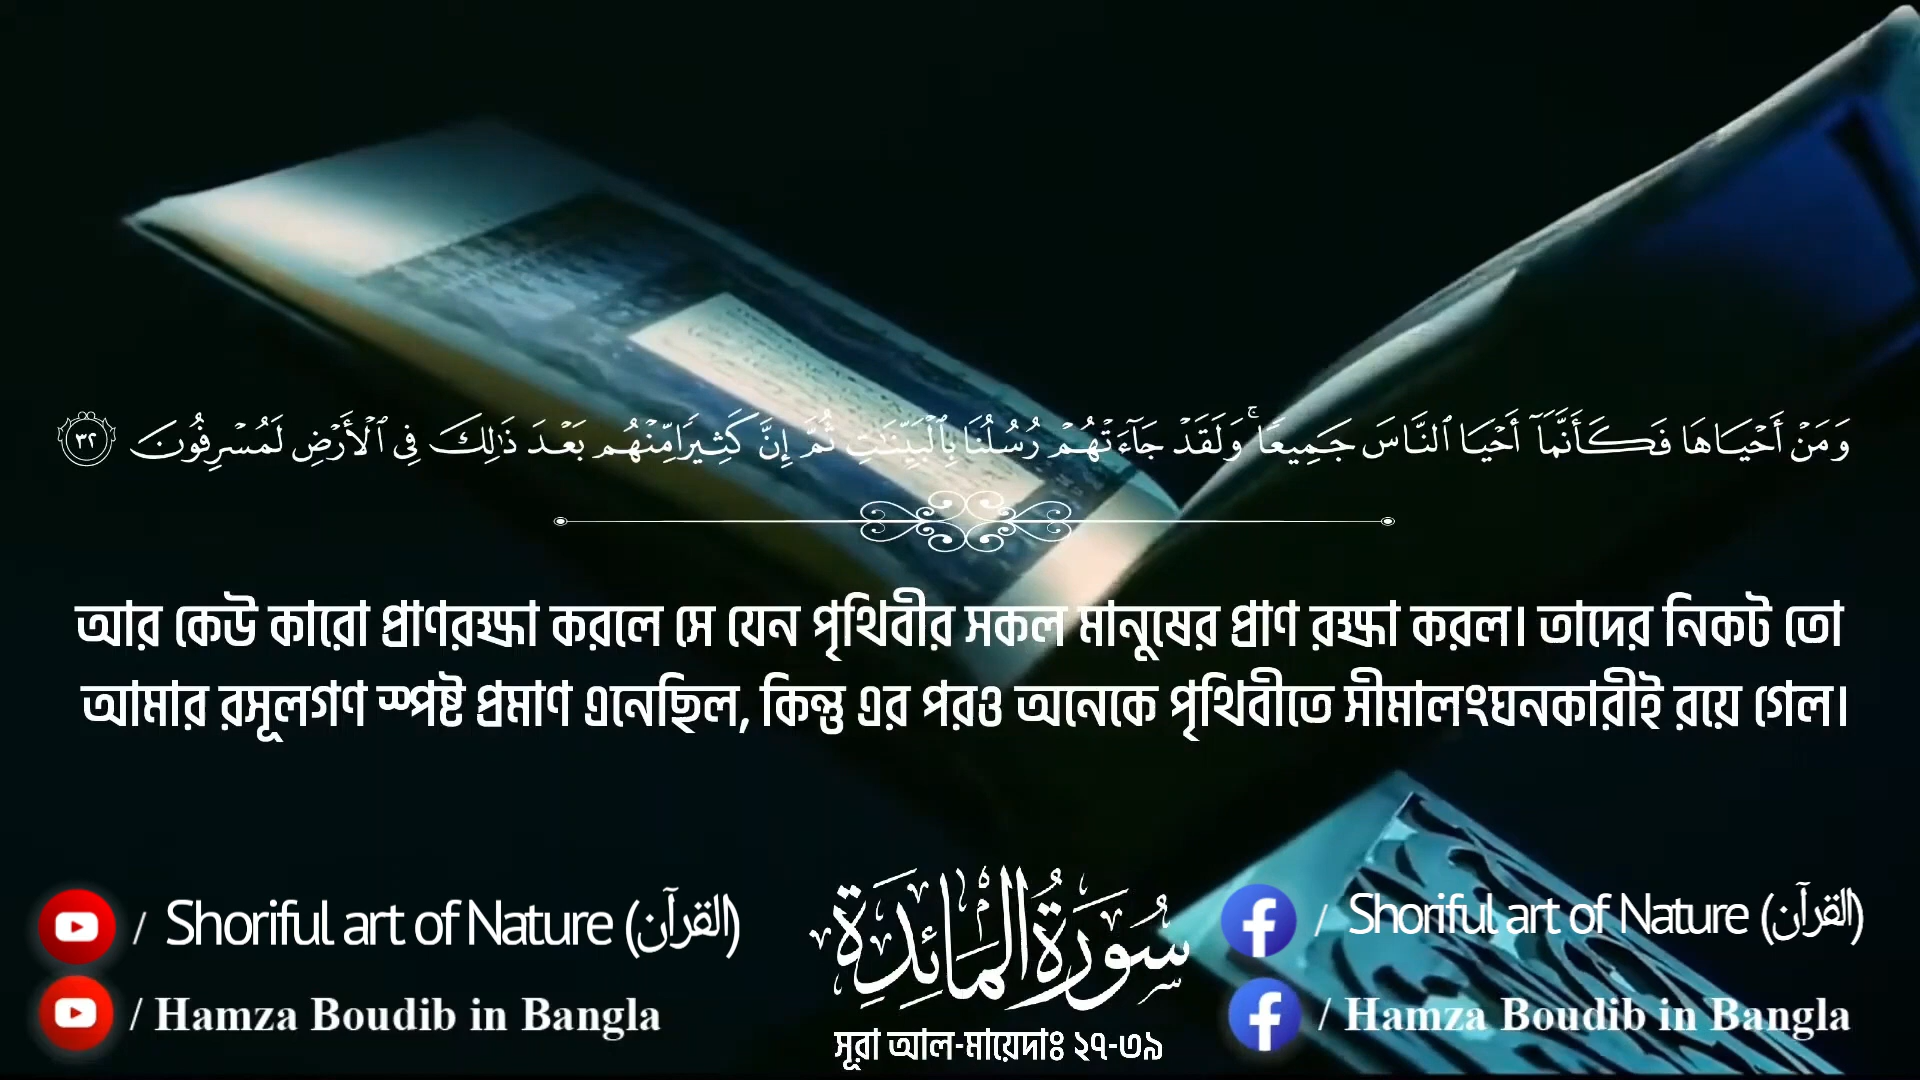 وَمَنْ أَحْيَاهَا فَكَأَنَّمَآ أَحْيَا ٱلنَّاسَ جَمِيعًا ۚ وَلَقَدْ جَآءَتْهُمْ رُسُلُنَا بِٱلْبَيِّنَـٰتِ ثُمَّ إِنَّ كَثِيرًا مِّنْهُم بَعْدَ ذَٰلِكَ فِى ٱلْأَرْضِ لَمُسْرِفُونَ ٣٢
আর কেউ কারো প্রাণরক্ষা করলে সে যেন পৃথিবীর সকল মানুষের প্রাণ রক্ষা করল। তাদের নিকট তো
আমার রসূলগণ স্পষ্ট প্রমাণ এনেছিল, কিন্তু এর পরও অনেকে পৃথিবীতে সীমালংঘনকারীই রয়ে গেল।
/ Shoriful art of Nature (القرآن)
/ Hamza Boudib in Bangla
سُورَةُ المَائِدَةِ
সূরা আল-মায়েদাঃ ২৭-৩৯
/ Shoriful art of Nature (القرآن)
/ Hamza Boudib in Bangla